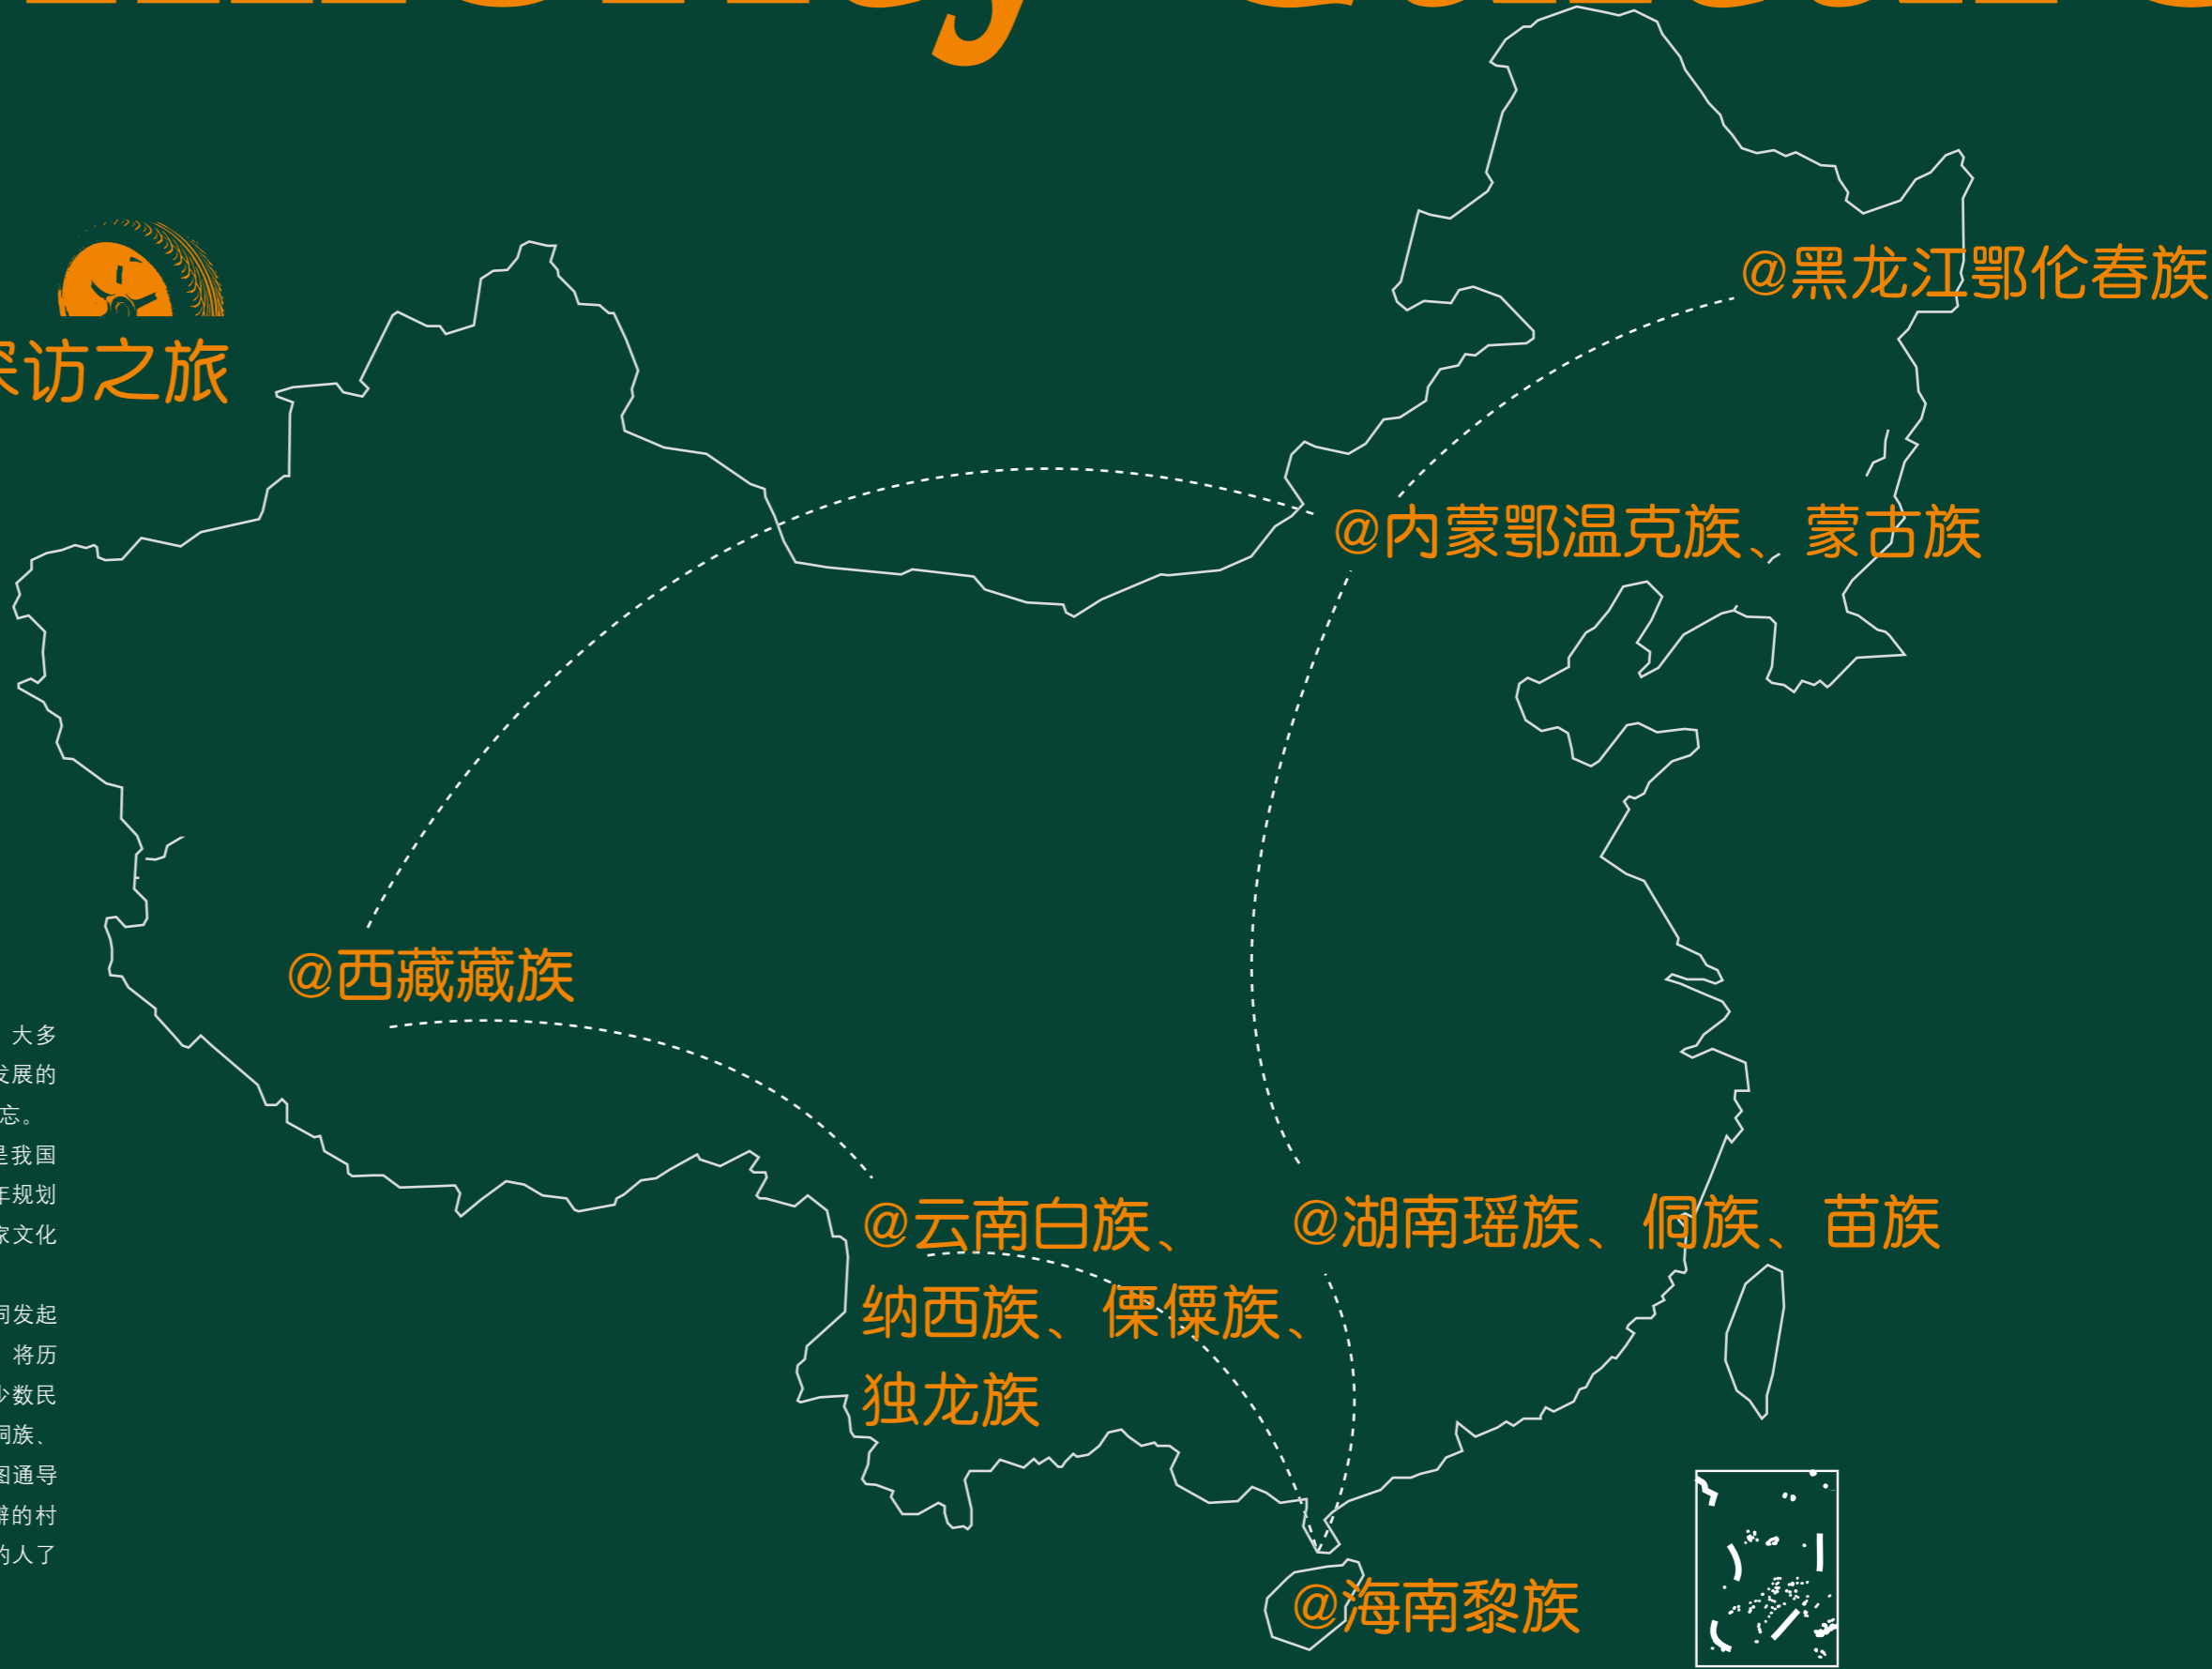 @黑龙江鄂伦春族
探访之旅
@内蒙鄂温克族、蒙古族
@西藏藏族
大多
发展的
忘。
是我国
年规划
家文化
同发起
将历
少数民
侗族、
图通导
的村
的人了
@云南白族、
纳西族、傈僳族、
独龙族
@湖南瑶族、侗族、苗族
@海南黎族